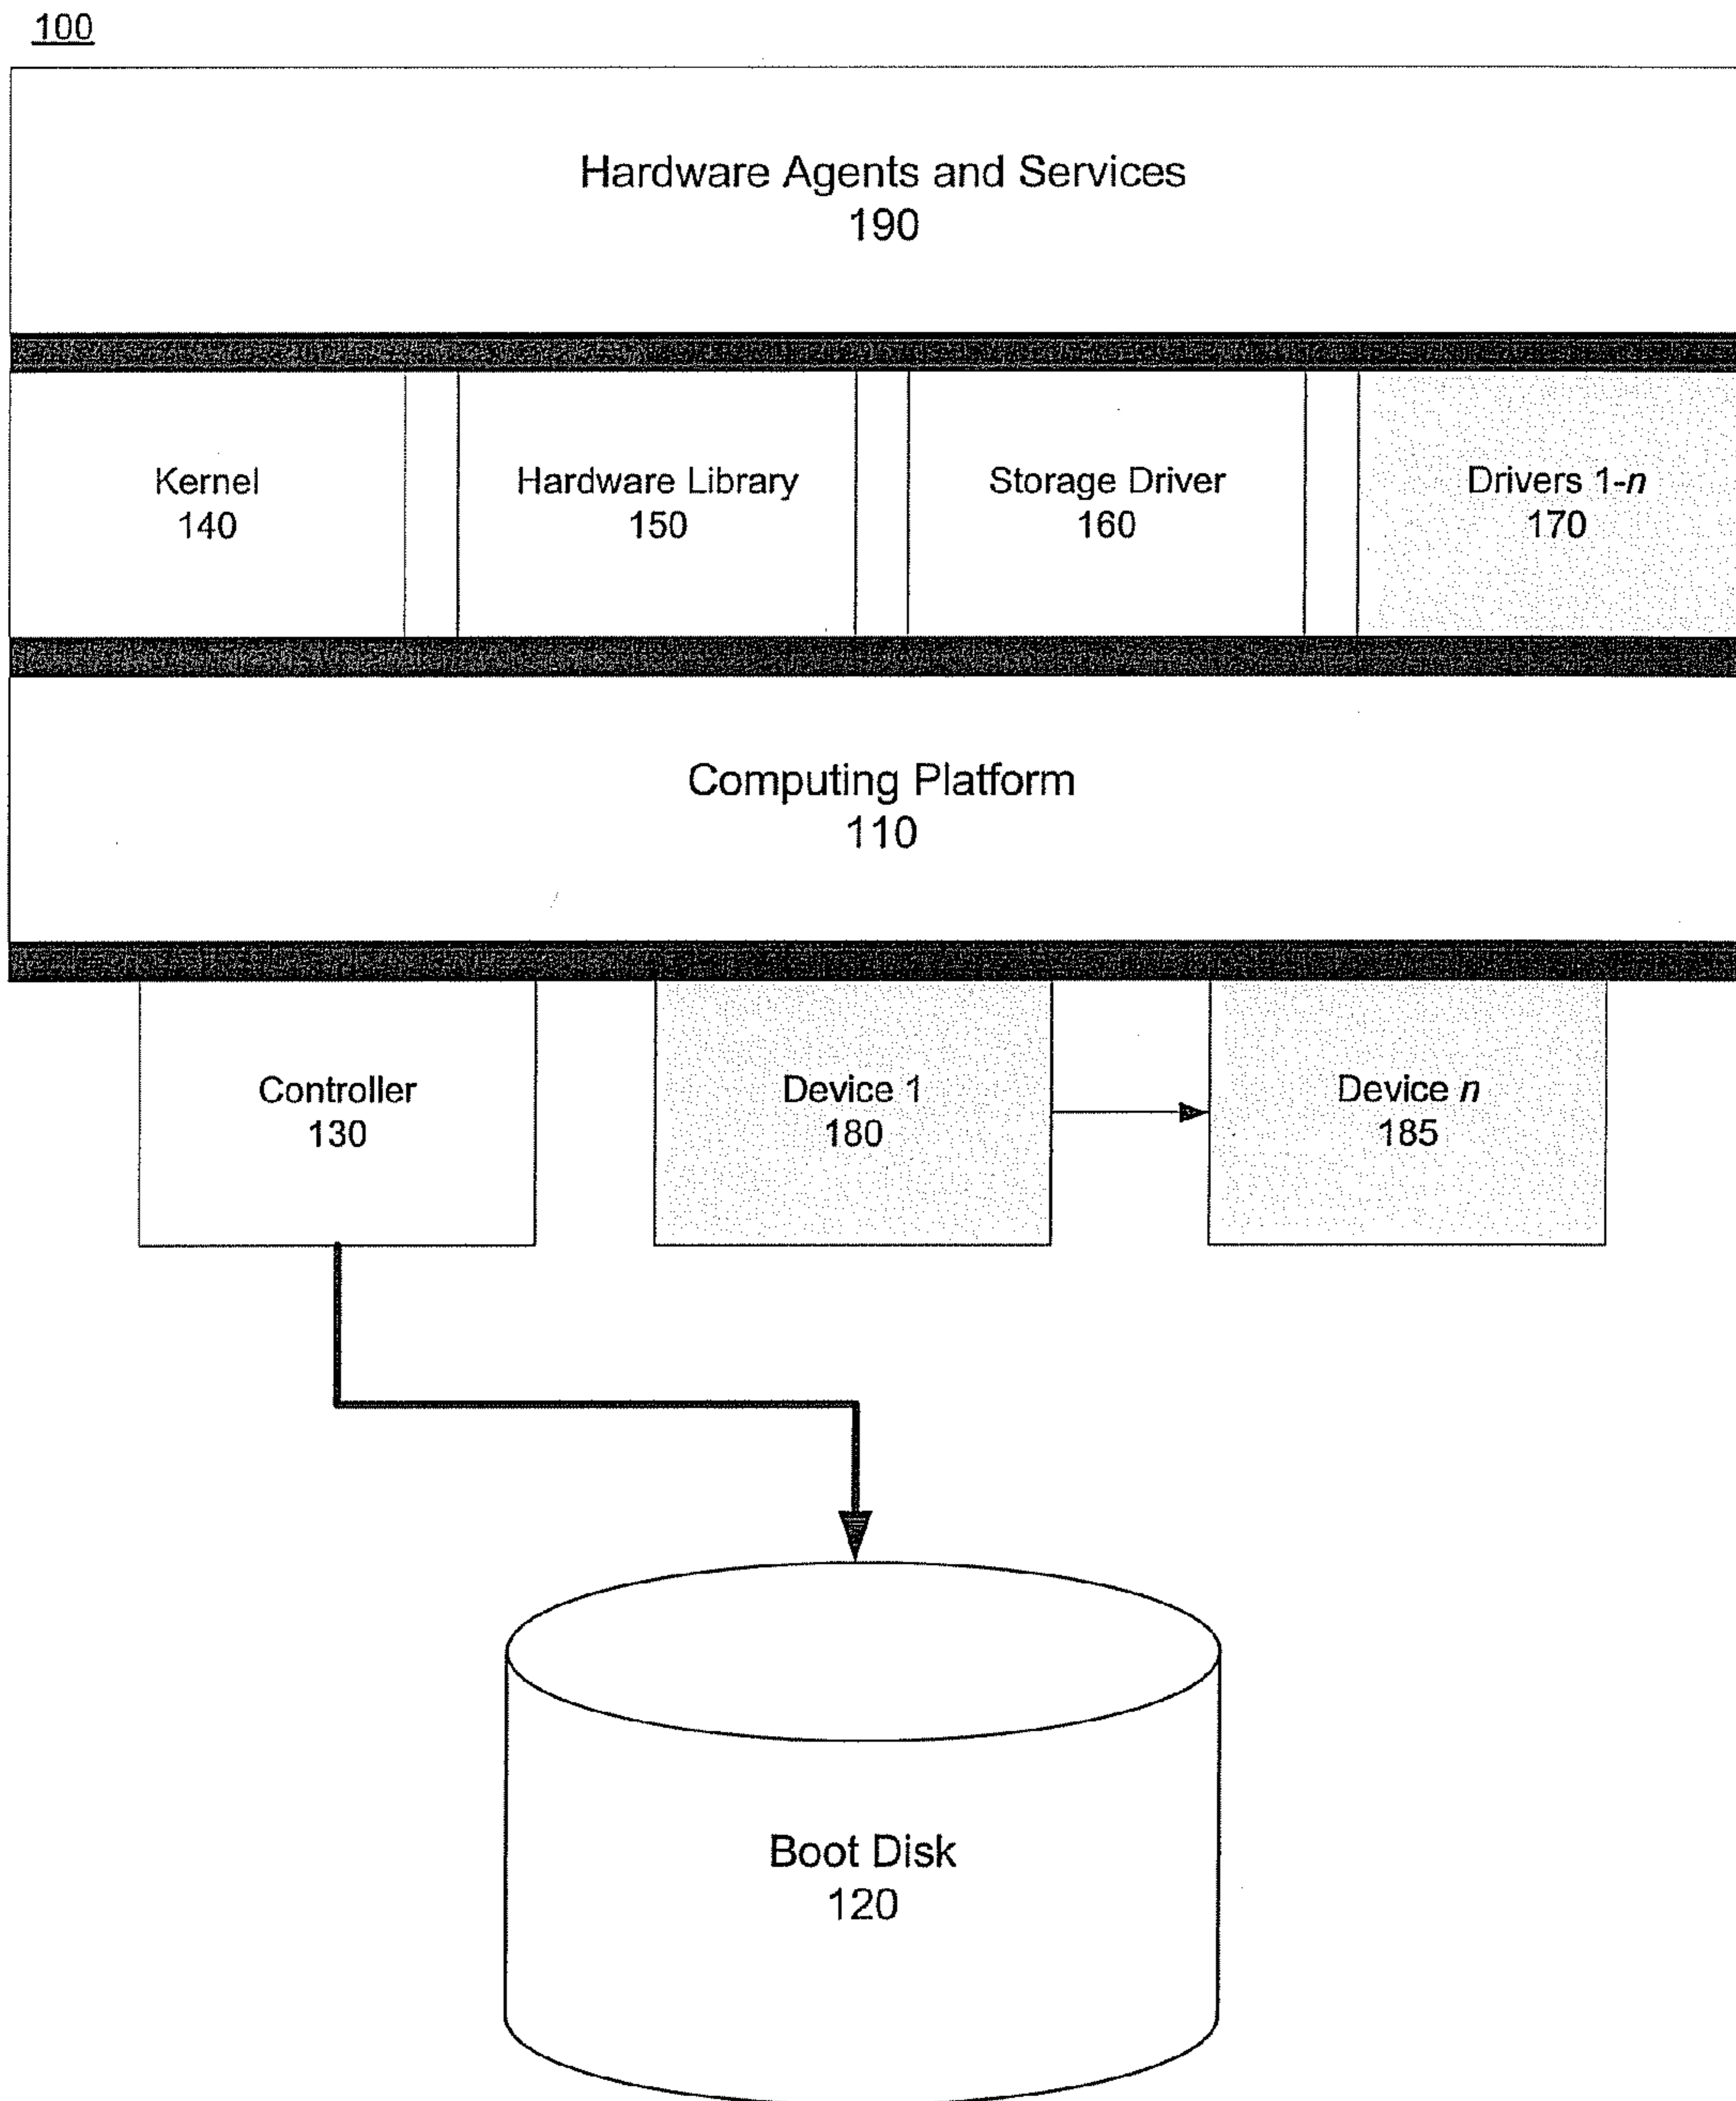 100
Hardware Agents and Services
190
Kernel
140
Hardware Library
150
Storage Driver
160
Drivers 1-n
170
Computing Platform
110
Controller
130
Device 1
180
Device n
185
Boot Disk
120